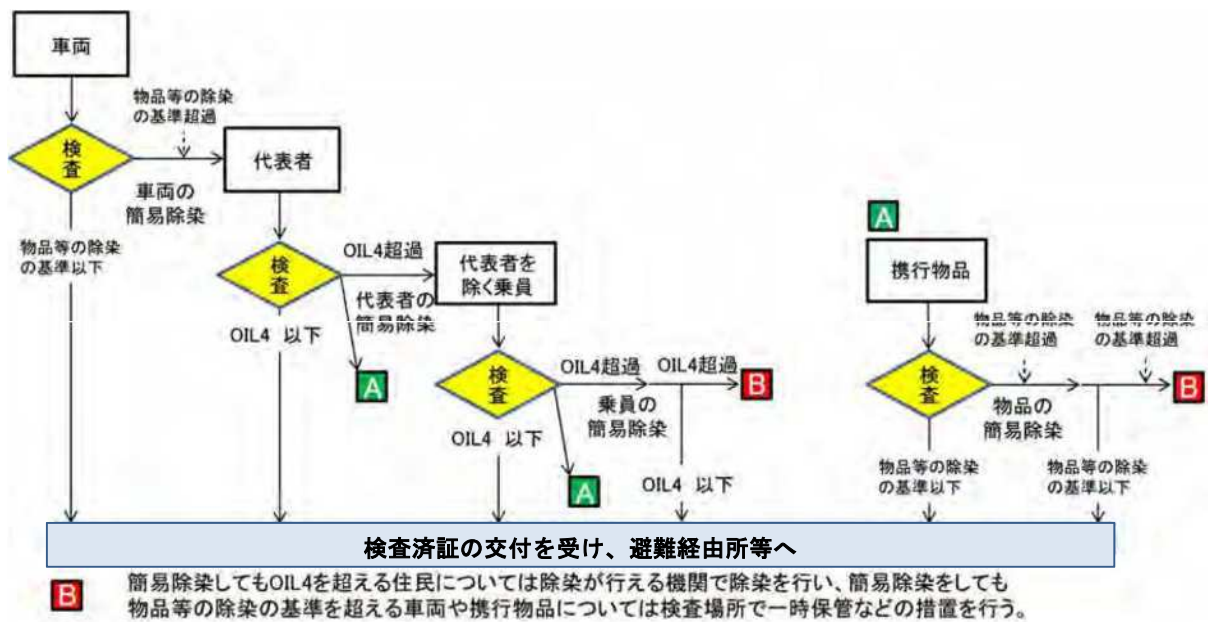 車両
物品等の除染
の基準超過
検
査
車両の
簡易除染
物品等の除染
の基準以下
代表者
検
査
OIL4超過
代表者の
簡易除染
OIL4 以下
A
代表者を
除く乗員
検
査
OIL4超過
乗員の
簡易除染
OIL4超過
B
OIL4 以下
A
OIL4 以下
A
携行物品
検
査
物品等の除染
の基準超過
物品の
簡易除染
物品等の除染
の基準超過
B
物品等の除染
の基準以下
物品等の除染
の基準以下
検査済証の交付を受け、避難経由所等へ
B
簡易除染してもOIL4を超える住民については除染が行える機関で除染を行い、簡易除染をしても
物品等の除染の基準を超える車両や携行物品については検査場所で一時保管などの措置を行う。